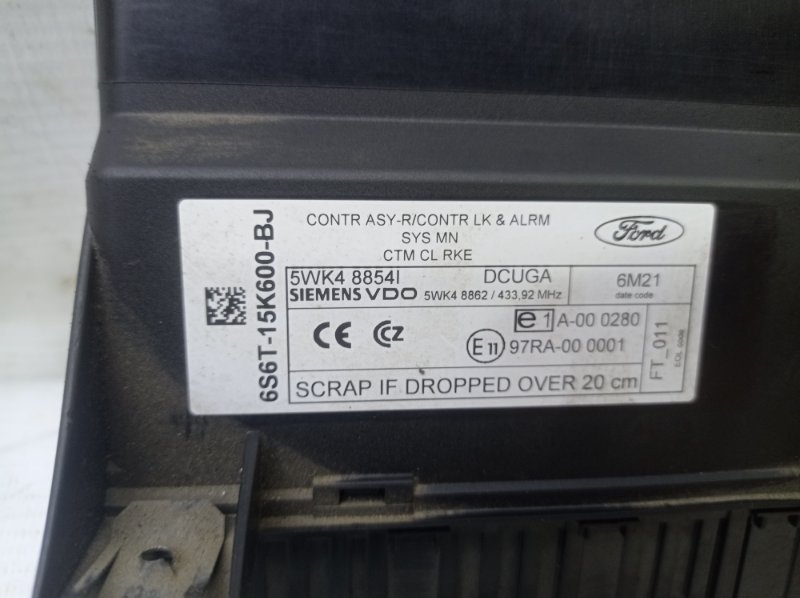 6S6T-15K600-BJ
CONTR ASY-R/CONTR LK & ALRM
SYS MN
CTM CL RKE
Ford
5WK4 8854I DCUGA
SIEMENS VDO 5WK4 8862 / 433,92 MHz
6M21
date code
CE CCZ
e1 A-00 0280
E11 97RA-00 0001
FT_011
EOL code
SCRAP IF DROPPED OVER 20 cm